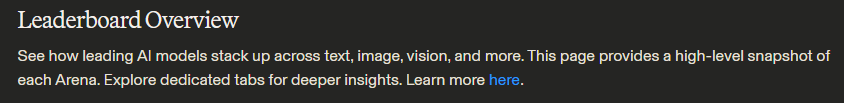 Leaderboard Overview
See how leading AI models stack up across text, image, vision, and more. This page provides a high-level snapshot of
each Arena. Explore dedicated tabs for deeper insights. Learn more here.